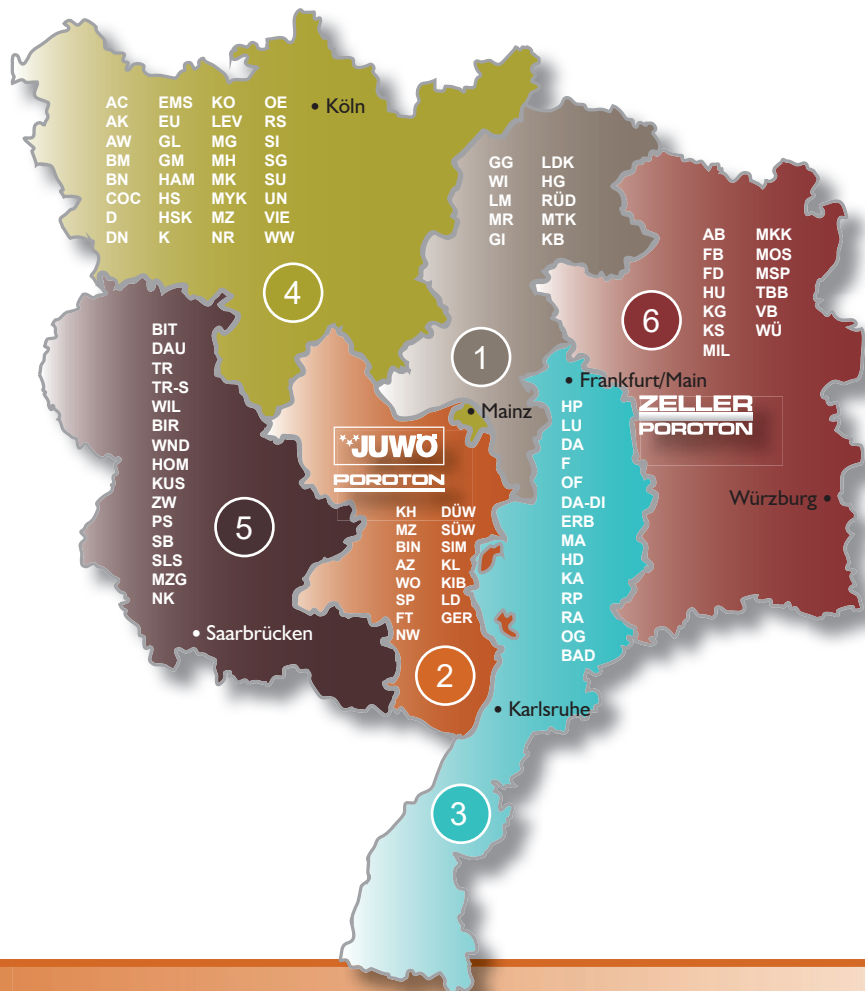 AC EMS KO OE
AK EU LEV RS
AW GL MG SI
BM GM MH SG
BN HAM MK SU
COC HS MYK UN
D HSK MZ VIE
DN K NR WW
• Köln
4
GG LDK
WI HG
LM RÜD
MR MTK
GI KB
1
AB MKK
FB MOS
FD MSP
HU TBB
KG VB
KS WÜ
MIL
6
BIT
DAU
TR
TR-S
WIL
BIR
WND
HOM
KUS
ZW
PS
SB
SLS
MZG
NK
5
• Saarbrücken
• Mainz
JUWÖ
POROTON
KH DÜW
MZ SÜW
BIN SIM
AZ KL
WO KIB
SP LD
FT GER
NW
2
• Frankfurt/Main
HP
LU
DA
F
OF
DA-DI
ERB
MA
HD
KA
RP
RA
OG
BAD
ZELLER
POROTON
Würzburg •
• Karlsruhe
3